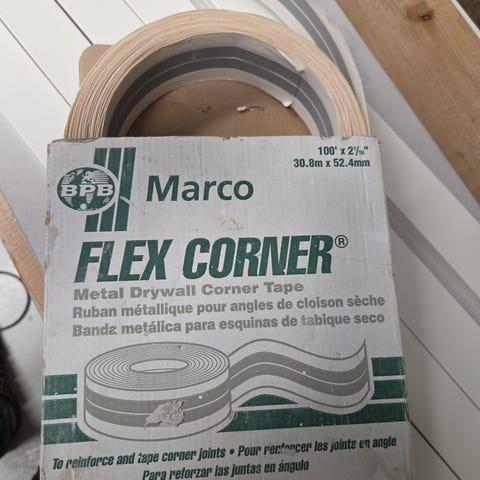 100' x 2 1/16"
30.8m x 52.4mm
BPB
Marco
FLEX CORNER®
Metal Drywall Corner Tape
Ruban métallique pour angles de cloison sèche
Banda metálica para esquinas de tabique seco
To reinforce and tape corner joints • Pour renforcer les joints en angle
Para reforzar las juntas en ángulo